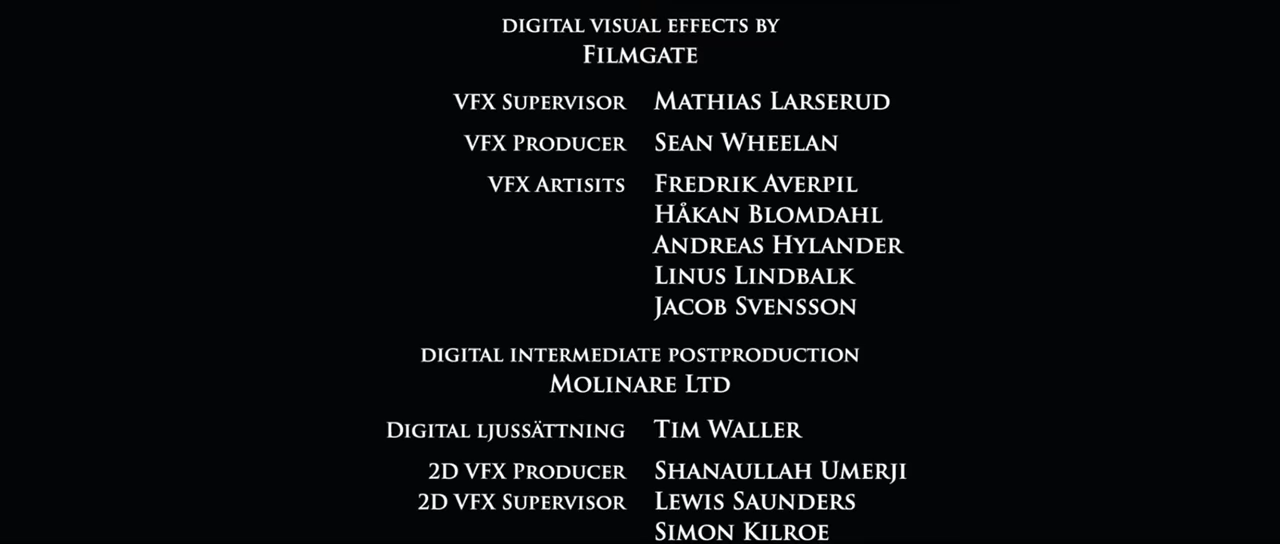 DIGITAL VISUAL EFFECTS BY
FILMGATE
VFX SUPERVISOR MATHIAS LARSERUD
VFX PRODUCER SEAN WHEELAN
VFX ARTISITS FREDRIK AVERPIL
HÅKAN BLOMDAHL
ANDREAS HYLANDER
LINUS LINDBALK
JACOB SVENSSON
DIGITAL INTERMEDIATE POSTPRODUCTION
MOLINARE LTD
DIGITAL LJUSSÄTTNING TIM WALLER
2D VFX PRODUCER SHANAULLAH UMERJI
2D VFX SUPERVISOR LEWIS SAUNDERS
SIMON KILROE